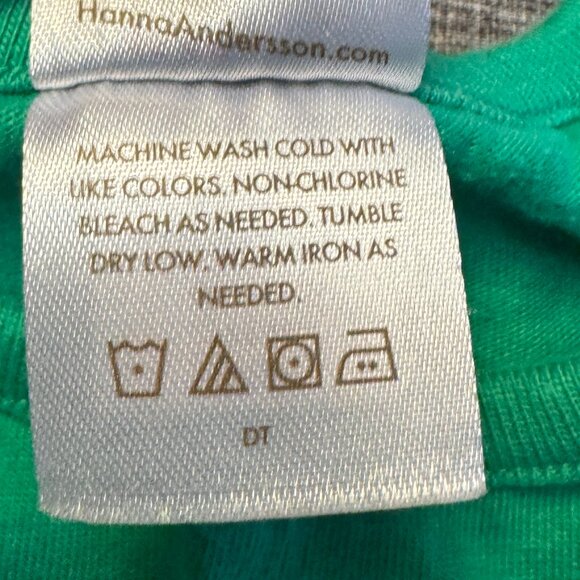 HannaAndersson.com
MACHINE WASH COLD WITH
LIKE COLORS. NON-CHLORINE
BLEACH AS NEEDED. TUMBLE
DRY LOW. WARM IRON AS
NEEDED.
DT